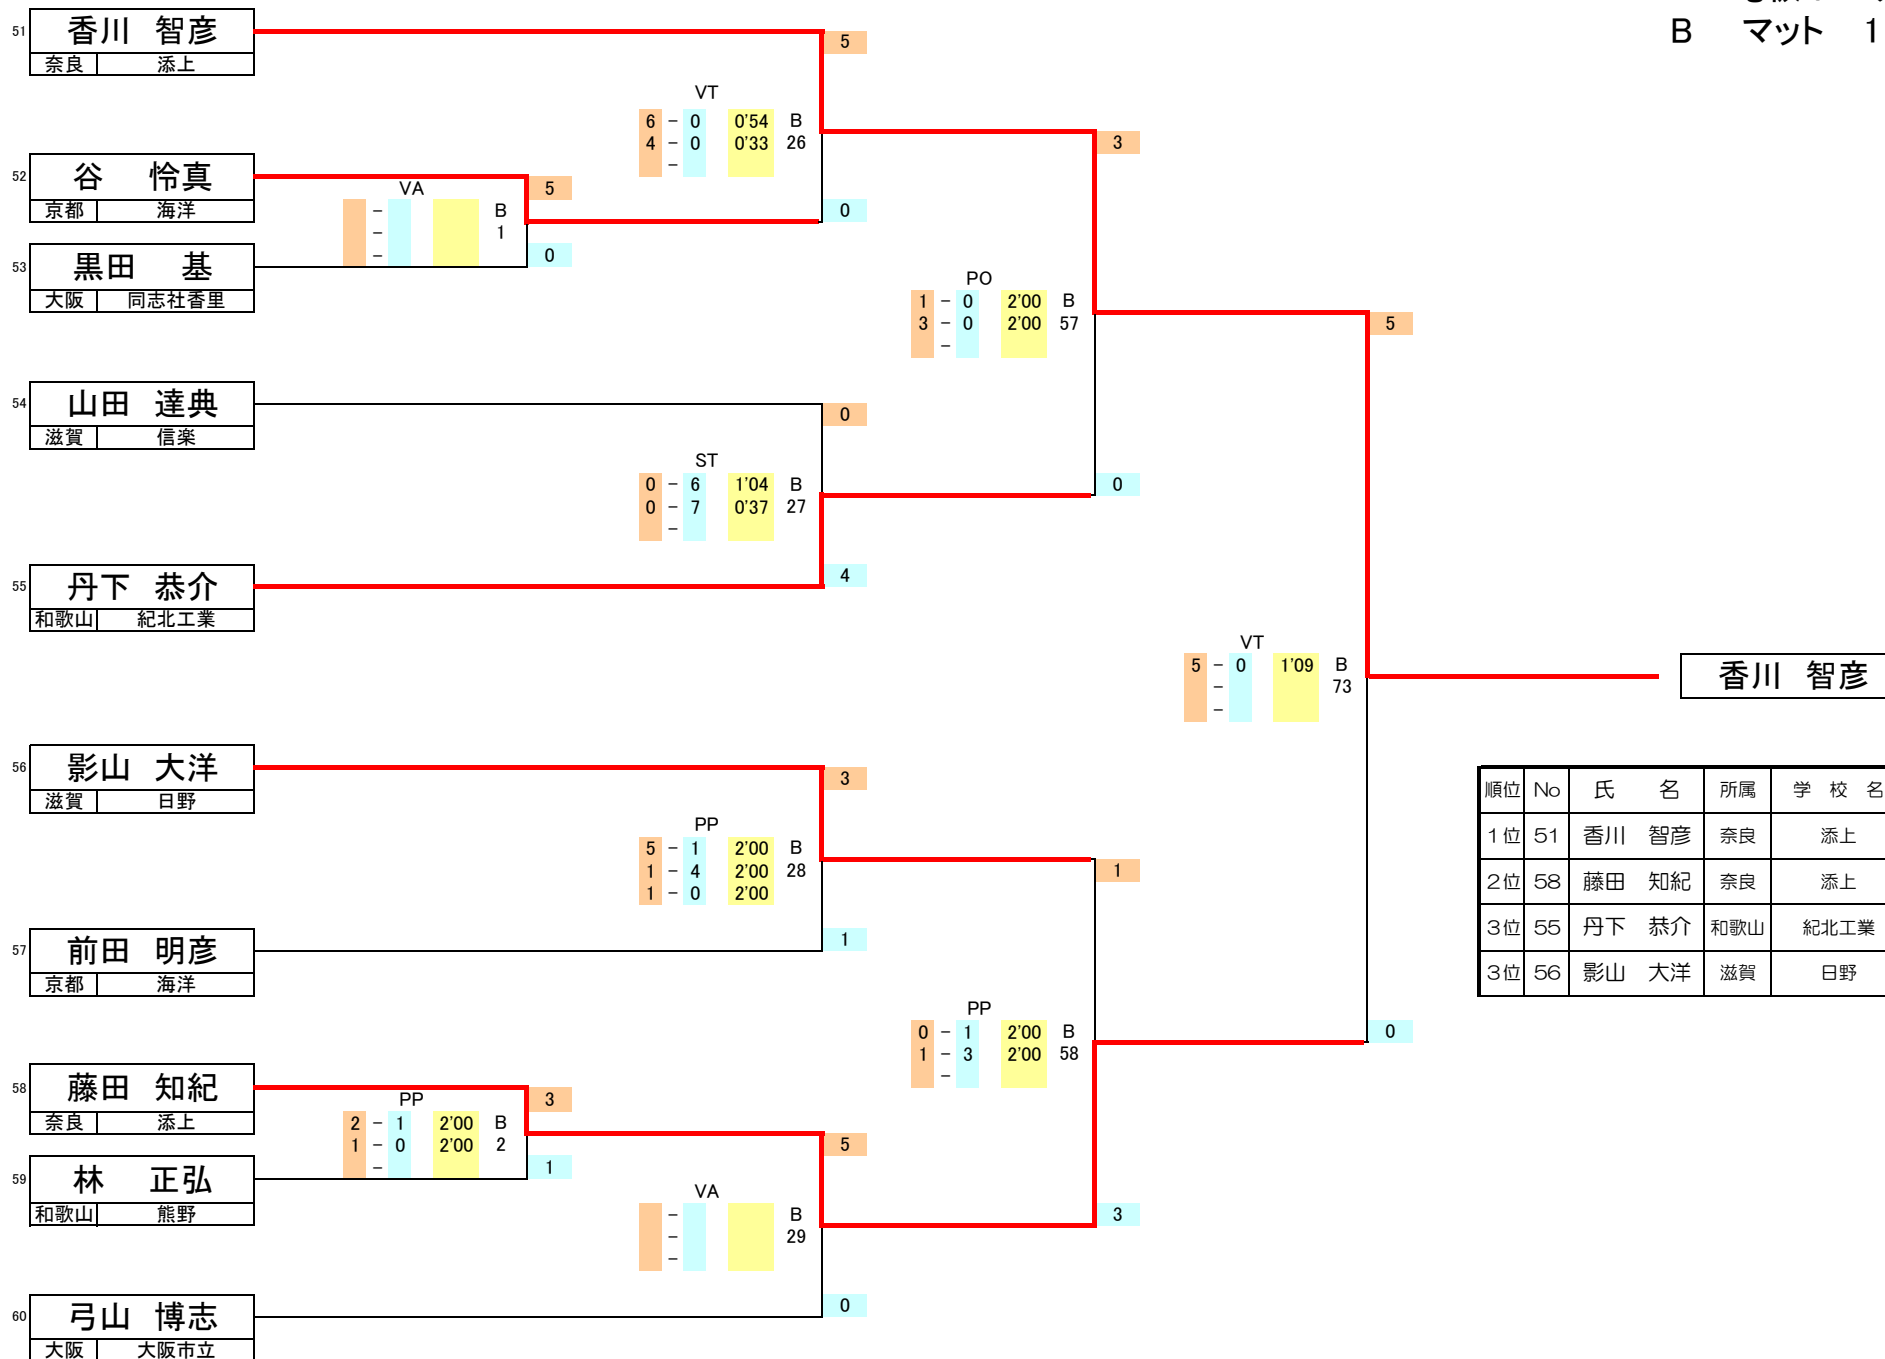 B マット 1
51 香川 智彦 5
奈良 添上
VT
6 - 0 0'54 B
4 - 0 0'33 26 3
-
52 谷 怜真 5
VA
京都 海洋 - B 0
- 1
- 0
53 黒田 基
大阪 同志社香里
PO
1 - 0 2'00 B
3 - 0 2'00 57 5
-
54 山田 達典 0
滋賀 信楽
ST
0 - 6 1'04 B 0
0 - 7 0'37 27
-
55 丹下 恭介 4
和歌山 紀北工業
VT
5 - 0 1'09 B
- 73
-
香川 智彦
56 影山 大洋 3
滋賀 日野
PP
5 - 1 2'00 B
1 - 4 2'00 28 1
1 - 0 2'00
57 前田 明彦 1
京都 海洋
PP
0 - 1 2'00 B 0
1 - 3 2'00 58
-
58 藤田 知紀 3
奈良 添上
PP
2 - 1 2'00 B
1 - 0 2'00 2 5
- 1
59 林 正弘
和歌山 熊野
VA
- B 3
- 29
-
60 弓山 博志 0
大阪 大阪市立
順位 No 氏 名 所属 学 校 名
1位 51 香川 智彦 奈良 添上
2位 58 藤田 知紀 奈良 添上
3位 55 丹下 恭介 和歌山 紀北工業
3位 56 影山 大洋 滋賀 日野